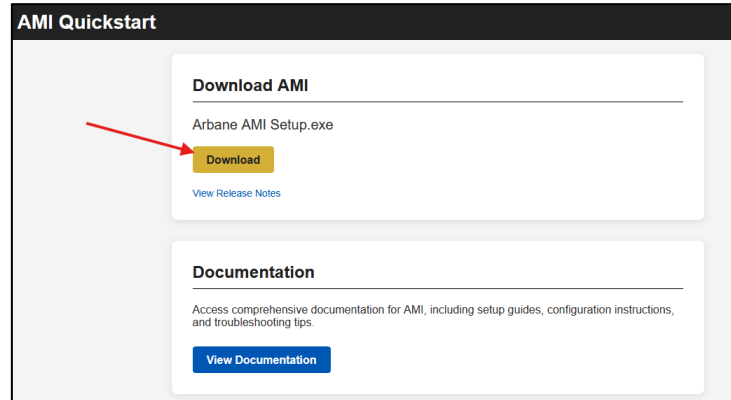 AMI Quickstart
Download AMI
Arbane AMI Setup.exe
Download
View Release Notes
Documentation
Access comprehensive documentation for AMI, including setup guides, configuration instructions,
and troubleshooting tips.
View Documentation